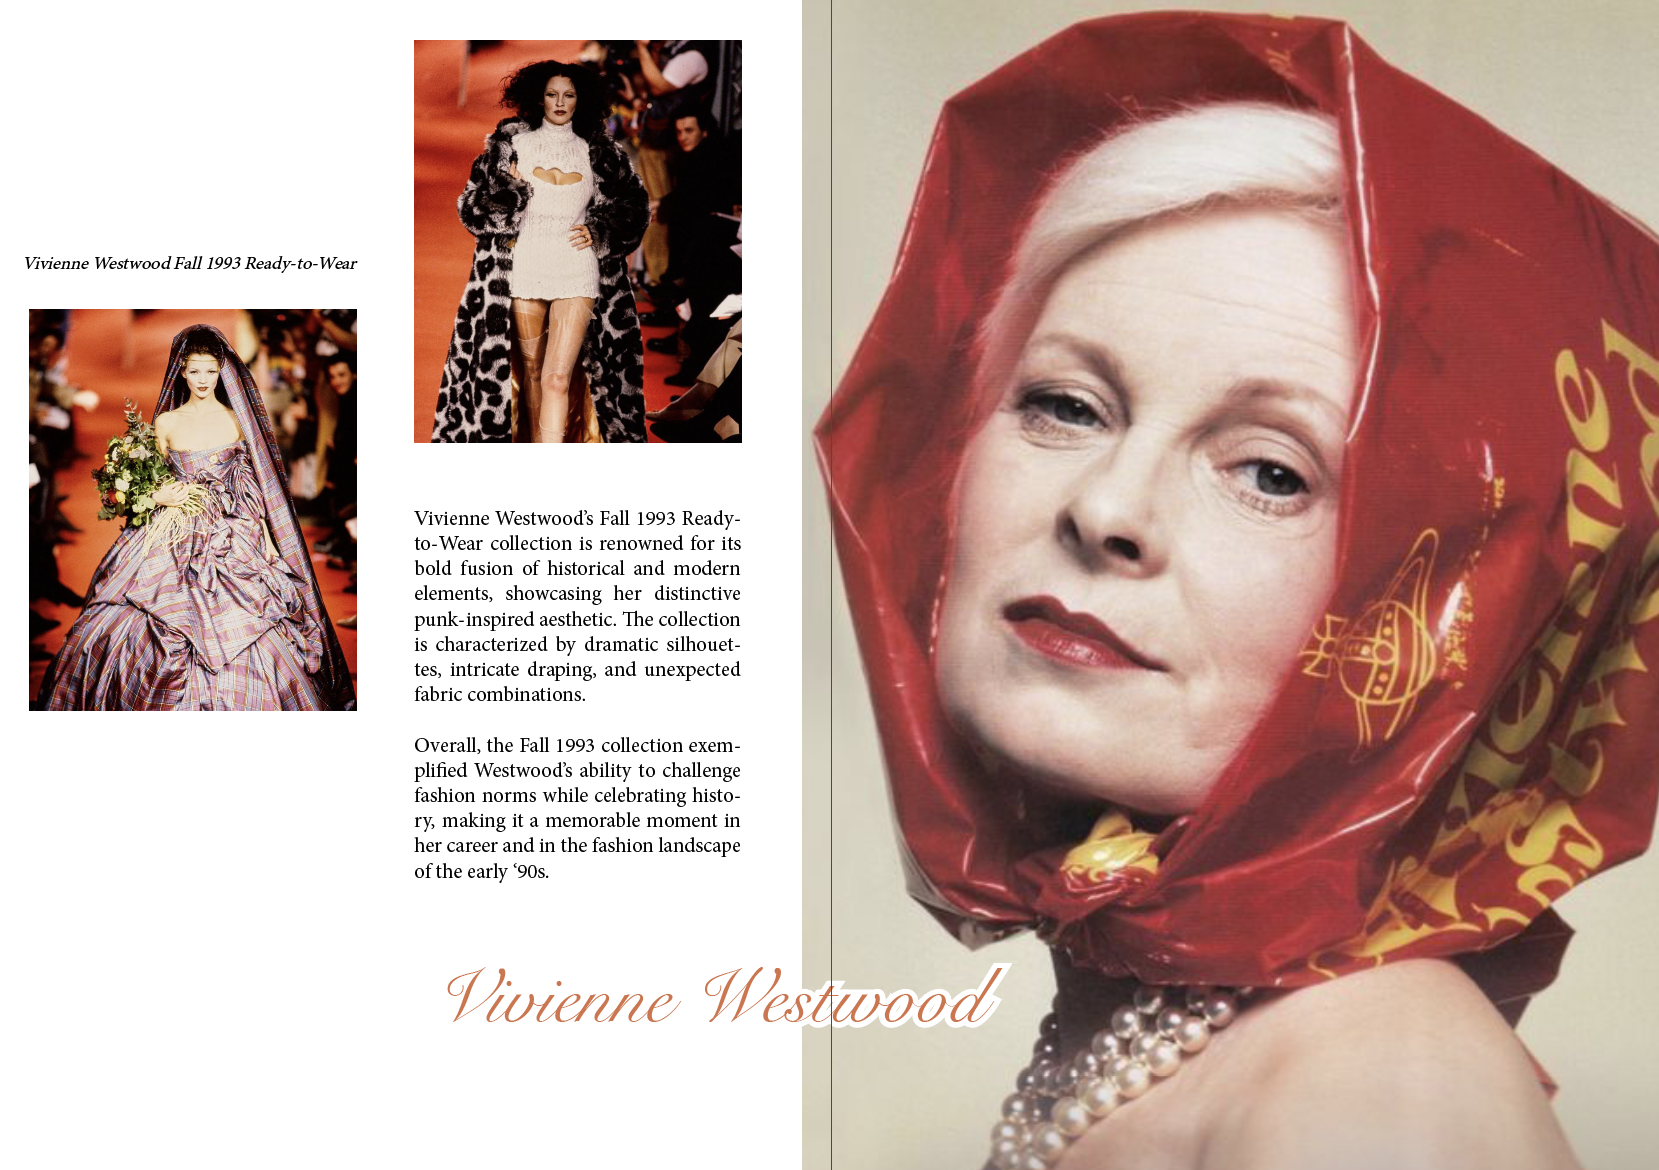 Vivienne Westwood Fall 1993 Ready-to-Wear
Vivienne Westwood’s Fall 1993 Ready-
to-Wear collection is renowned for its
bold fusion of historical and modern
elements, showcasing her distinctive
punk-inspired aesthetic. The collection
is characterized by dramatic silhouet-
tes, intricate draping, and unexpected
fabric combinations.
Overall, the Fall 1993 collection exem-
plified Westwood’s ability to challenge
fashion norms while celebrating histo-
ry, making it a memorable moment in
her career and in the fashion landscape
of the early ‘90s.
Vivienne Westwood